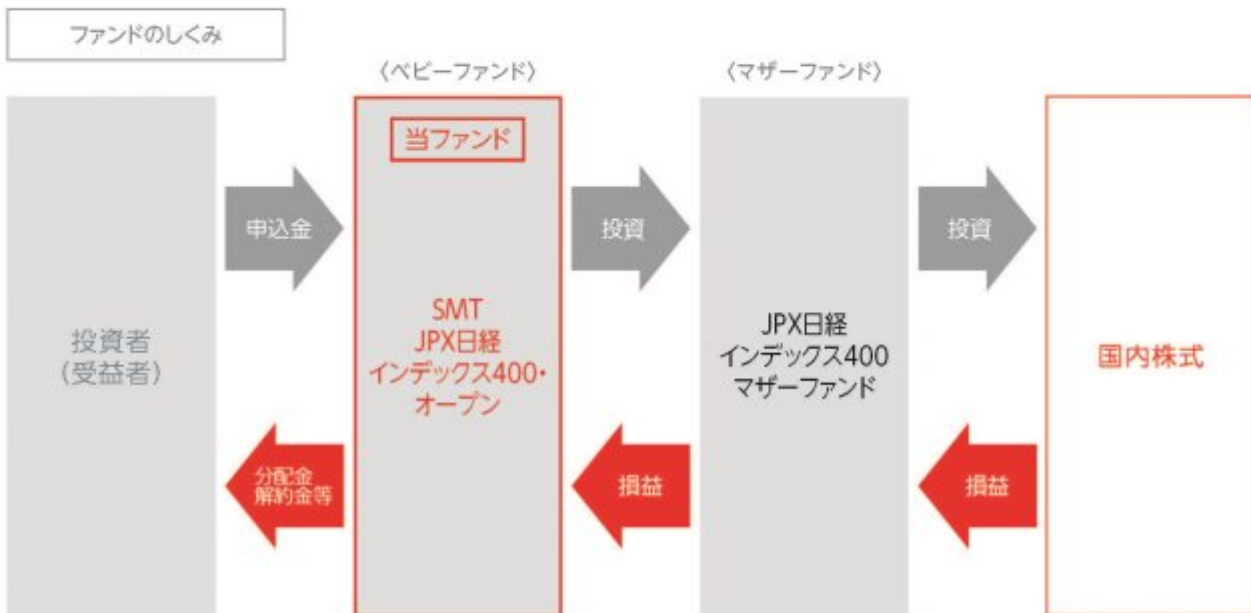 ファンドのしくみ
〈ベビーファンド〉
〈マザーファンド〉
投資者
(受益者)
申込金
分配金
解約金等
当ファンド
SMT
JPX日経
インデックス400・
オープン
投資
損益
JPX日経
インデックス400
マザーファンド
投資
損益
国内株式